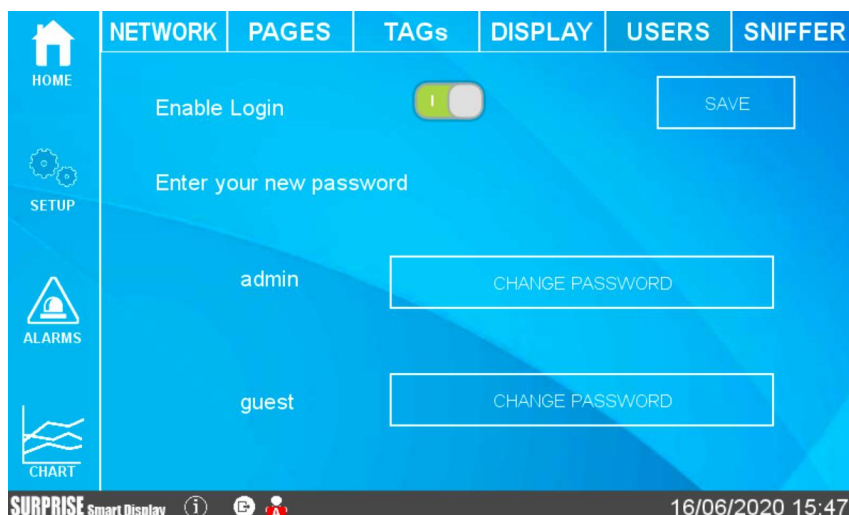 NETWORK PAGES TAGs DISPLAY USERS SNIFFER
HOME
Enable Login I SAVE
SETUP
Enter your new password
admin CHANGE PASSWORD
ALARMS
guest CHANGE PASSWORD
CHART
SURPRISE Smart Display i A 16/06/2020 15:47